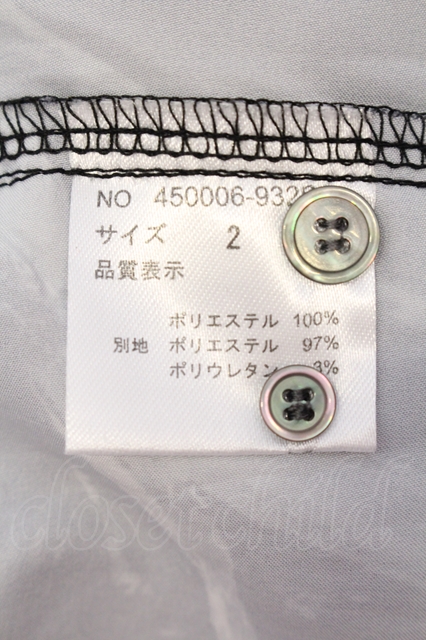 NO 450006-932
サイズ 2
品質表示
ポリエステル 100%
別地 ポリエステル 97%
ポリウレタン 3%
closet child